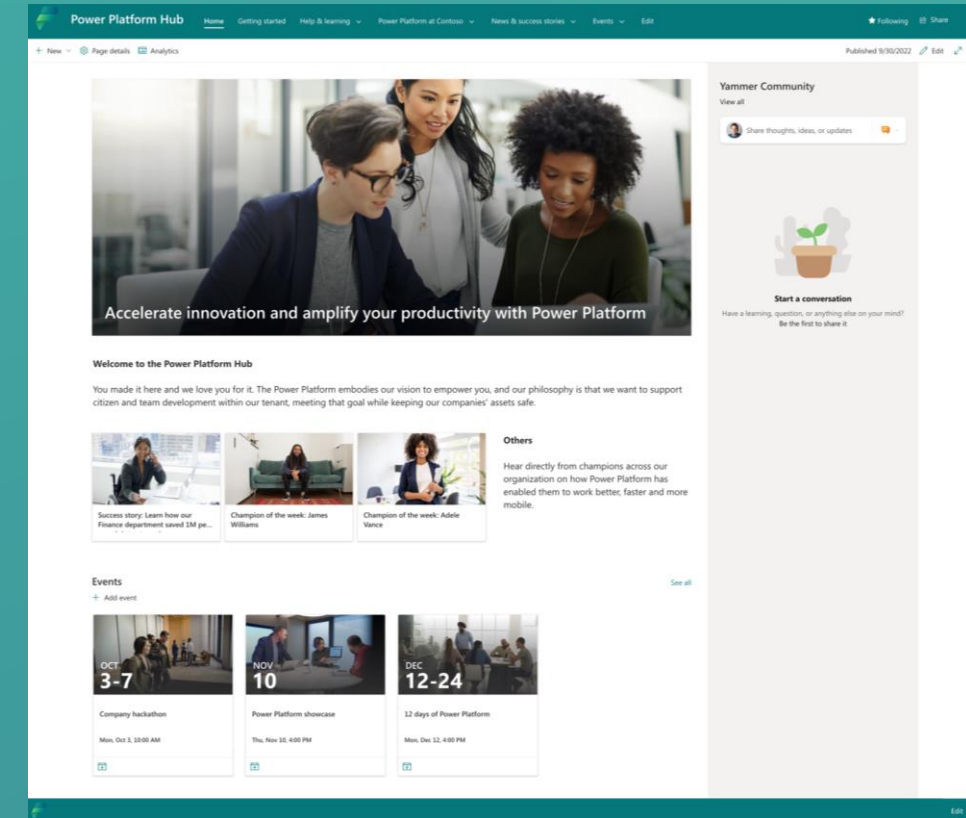 Power Platform Hub
Home
Getting started
Help & learning
Power Platform at Contoso
News & success stories
Events
Edit
Following
Share
New
Page details
Analytics
Published 9/30/2022
Edit
Accelerate innovation and amplify your productivity with Power Platform
Welcome to the Power Platform Hub
You made it here and we love you for it. The Power Platform embodies our vision to empower you, and our philosophy is that we want to support
citizen and team development within our tenant, meeting that goal while keeping our companies' assets safe.
Success story: Learn how our
Finance department saved 1M pe...
Champion of the week: James
Williams
Champion of the week: Adele
Vance
Others
Hear directly from champions across our
organization on how Power Platform has
enabled them to work better, faster and more
mobile.
Events
See all
+ Add event
OCT
3-7
Company hackathon
Mon, Oct 3, 10:00 AM
NOV
10
Power Platform showcase
Thu, Nov 10, 4:00 PM
DEC
12-24
12 days of Power Platform
Mon, Dec 12, 4:00 PM
Yammer Community
View all
Share thoughts, ideas, or updates
Start a conversation
Have a learning, question, or anything else on your mind?
Be the first to share it
Edit